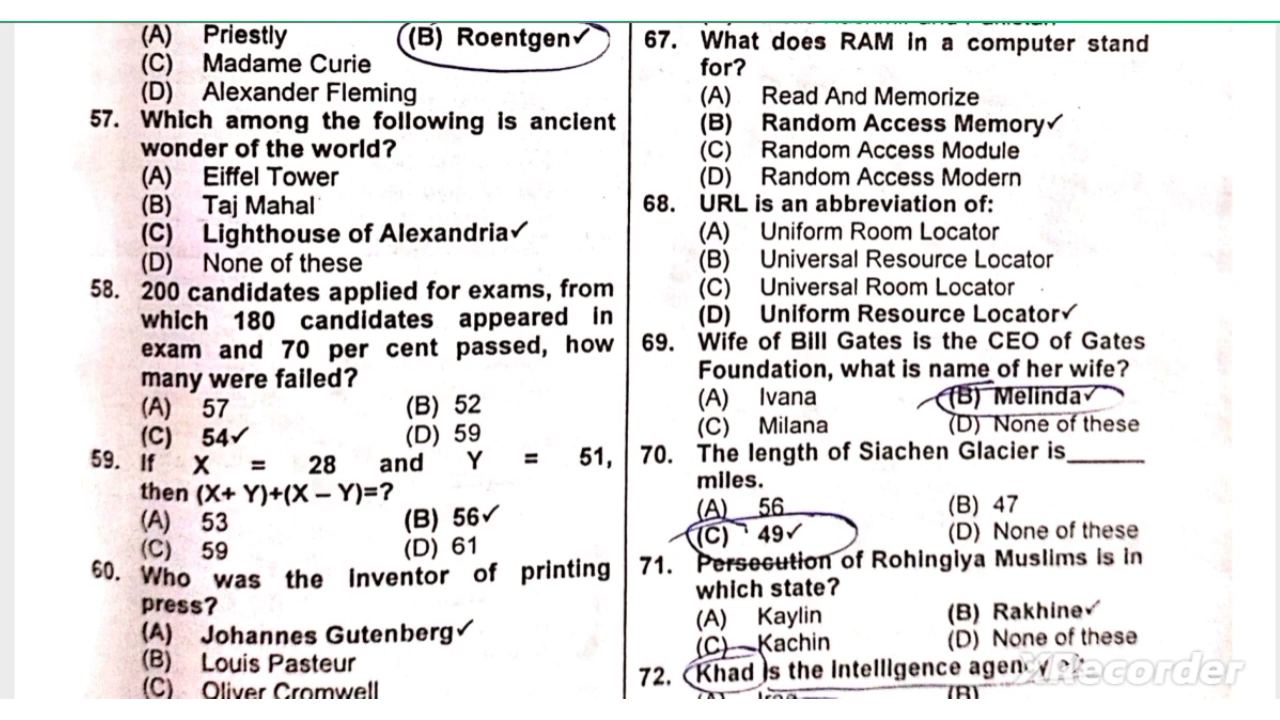 (A) Priestly (B) Roentgen✓
(C) Madame Curie
(D) Alexander Fleming
57. Which among the following is ancient
wonder of the world?
(A) Eiffel Tower
(B) Taj Mahal
(C) Lighthouse of Alexandria✓
(D) None of these
58. 200 candidates applied for exams, from
which 180 candidates appeared in
exam and 70 per cent passed, how
many were failed?
(A) 57 (B) 52
(C) 54✓ (D) 59
59. If X = 28 and Y = 51,
then (X+ Y)+(X – Y)=?
(A) 53 (B) 56✓
(C) 59 (D) 61
60. Who was the inventor of printing
press?
(A) Johannes Gutenberg✓
(B) Louis Pasteur
(C) Oliver Cromwell
67. What does RAM in a computer stand
for?
(A) Read And Memorize
(B) Random Access Memory✓
(C) Random Access Module
(D) Random Access Modern
68. URL is an abbreviation of:
(A) Uniform Room Locator
(B) Universal Resource Locator
(C) Universal Room Locator
(D) Uniform Resource Locator✓
69. Wife of Bill Gates is the CEO of Gates
Foundation, what is name of her wife?
(A) Ivana (B) Melinda✓
(C) Milana (D) None of these
70. The length of Siachen Glacier is______
miles.
(A) 56 (B) 47
(C) 49✓ (D) None of these
71. Persecution of Rohingiya Muslims is in
which state?
(A) Kaylin (B) Rakhine✓
(C) Kachin (D) None of these
72. Khad is the intelligence agency
(A) (B)
XRecorder